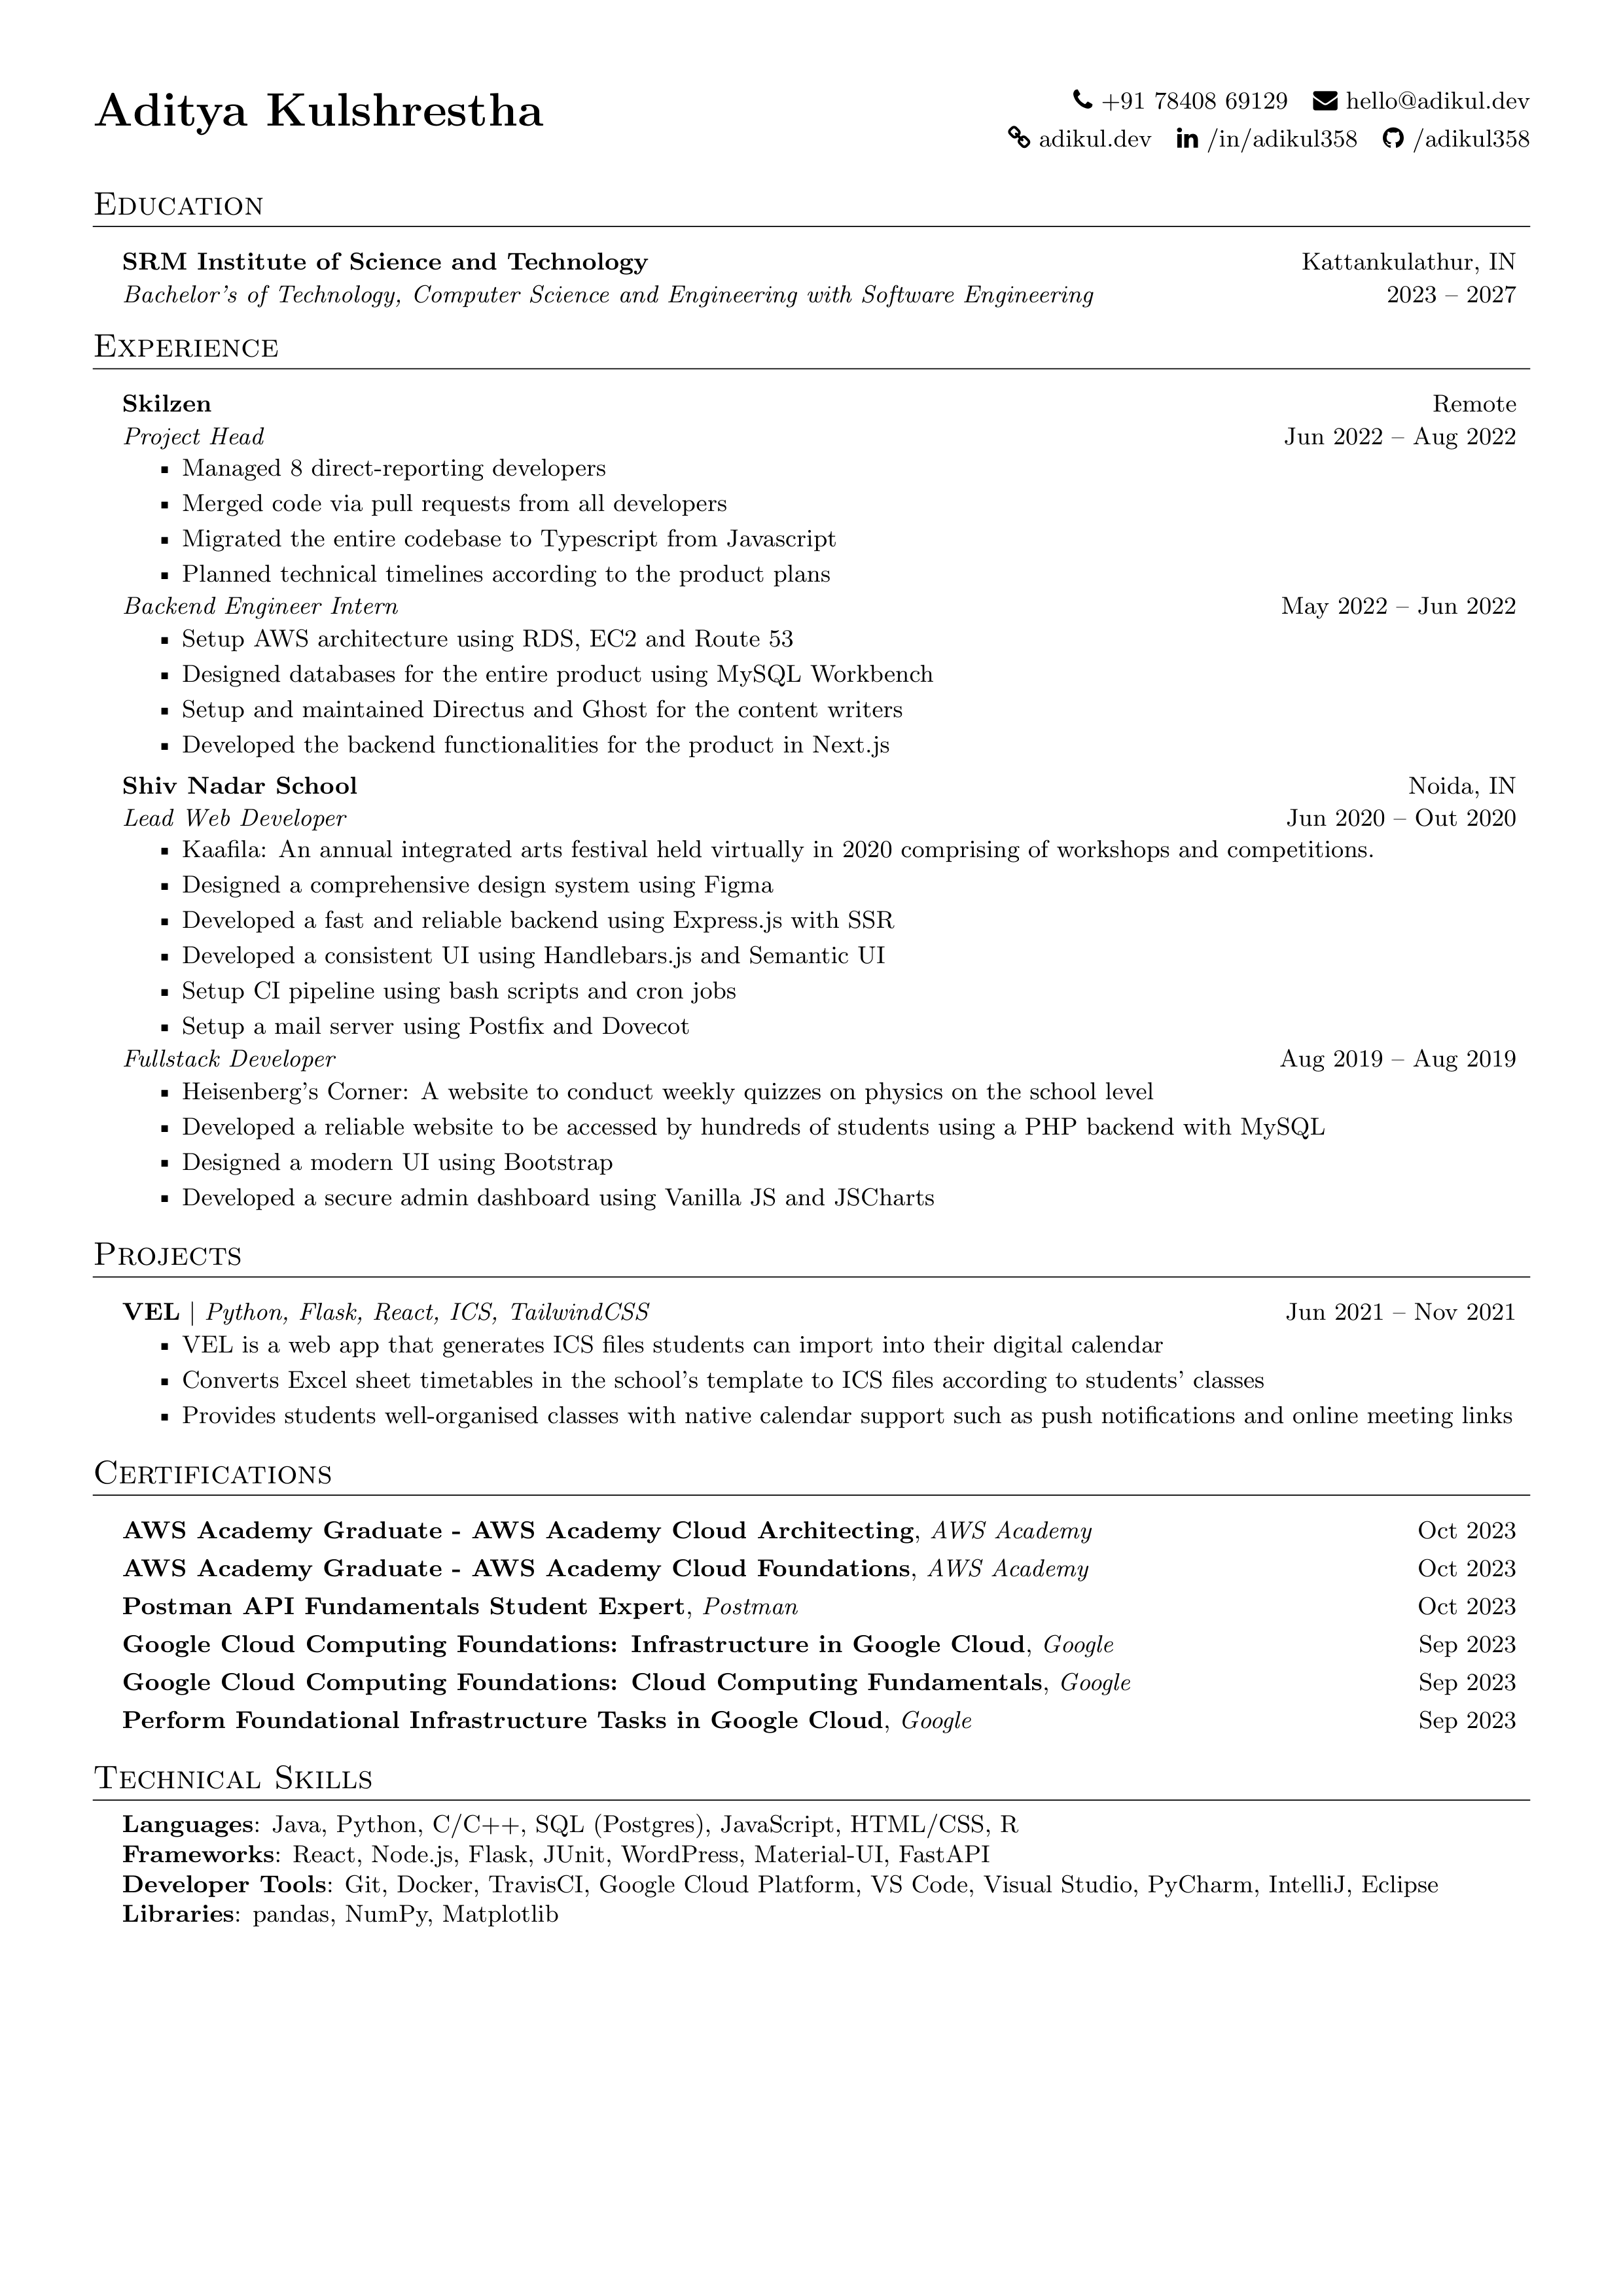 Aditya Kulshrestha
+91 78408 69129 hello@adikul.dev
adikul.dev /in/adikul358 /adikul358
Education
SRM Institute of Science and Technology Kattankulathur, IN
Bachelor's of Technology, Computer Science and Engineering with Software Engineering 2023 – 2027
Experience
Skilzen Remote
Project Head Jun 2022 – Aug 2022
▪ Managed 8 direct-reporting developers
▪ Merged code via pull requests from all developers
▪ Migrated the entire codebase to Typescript from Javascript
▪ Planned technical timelines according to the product plans
Backend Engineer Intern May 2022 – Jun 2022
▪ Setup AWS architecture using RDS, EC2 and Route 53
▪ Designed databases for the entire product using MySQL Workbench
▪ Setup and maintained Directus and Ghost for the content writers
▪ Developed the backend functionalities for the product in Next.js
Shiv Nadar School Noida, IN
Lead Web Developer Jun 2020 – Out 2020
▪ Kaafila: An annual integrated arts festival held virtually in 2020 comprising of workshops and competitions.
▪ Designed a comprehensive design system using Figma
▪ Developed a fast and reliable backend using Express.js with SSR
▪ Developed a consistent UI using Handlebars.js and Semantic UI
▪ Setup CI pipeline using bash scripts and cron jobs
▪ Setup a mail server using Postfix and Dovecot
Fullstack Developer Aug 2019 – Aug 2019
▪ Heisenberg's Corner: A website to conduct weekly quizzes on physics on the school level
▪ Developed a reliable website to be accessed by hundreds of students using a PHP backend with MySQL
▪ Designed a modern UI using Bootstrap
▪ Developed a secure admin dashboard using Vanilla JS and JSCharts
Projects
VEL | Python, Flask, React, ICS, TailwindCSS Jun 2021 – Nov 2021
▪ VEL is a web app that generates ICS files students can import into their digital calendar
▪ Converts Excel sheet timetables in the school's template to ICS files according to students' classes
▪ Provides students well-organised classes with native calendar support such as push notifications and online meeting links
Certifications
AWS Academy Graduate - AWS Academy Cloud Architecting, AWS Academy Oct 2023
AWS Academy Graduate - AWS Academy Cloud Foundations, AWS Academy Oct 2023
Postman API Fundamentals Student Expert, Postman Oct 2023
Google Cloud Computing Foundations: Infrastructure in Google Cloud, Google Sep 2023
Google Cloud Computing Foundations: Cloud Computing Fundamentals, Google Sep 2023
Perform Foundational Infrastructure Tasks in Google Cloud, Google Sep 2023
Technical Skills
Languages: Java, Python, C/C++, SQL (Postgres), JavaScript, HTML/CSS, R
Frameworks: React, Node.js, Flask, JUnit, WordPress, Material-UI, FastAPI
Developer Tools: Git, Docker, TravisCI, Google Cloud Platform, VS Code, Visual Studio, PyCharm, IntelliJ, Eclipse
Libraries: pandas, NumPy, Matplotlib